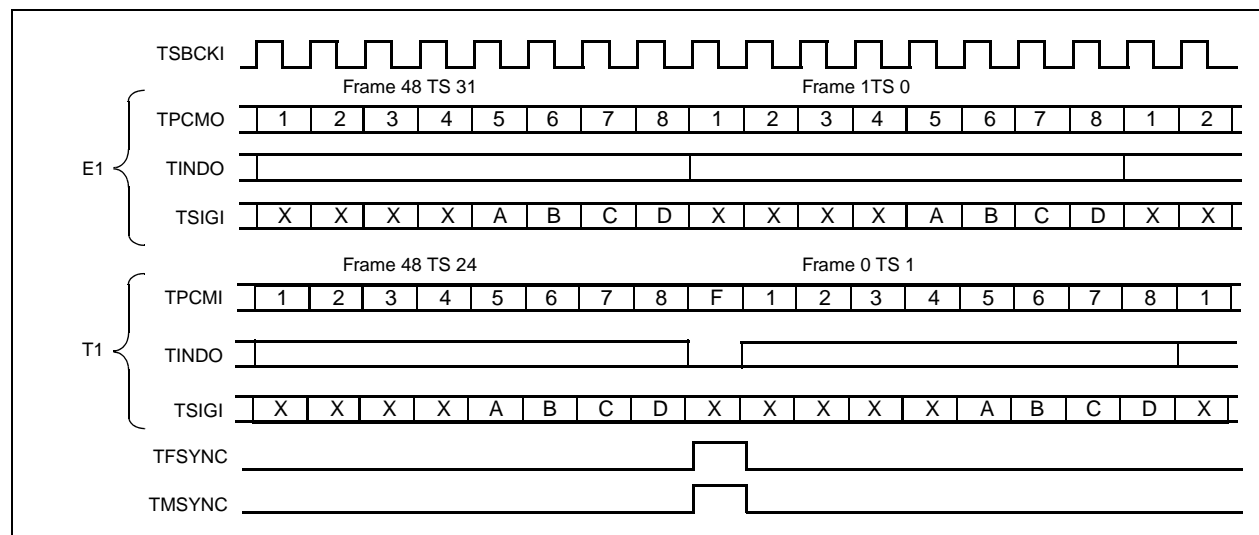 TSBCKI
Frame 48 TS 31 Frame 1TS 0
TPCMO 1 2 3 4 5 6 7 8 1 2 3 4 5 6 7 8 1 2
E1 TINDO
TSIGI X X X X A B C D X X X X A B C D X X
Frame 48 TS 24 Frame 0 TS 1
TPCMI 1 2 3 4 5 6 7 8 F 1 2 3 4 5 6 7 8 1
T1 TINDO
TSIGI X X X X A B C D X X X X X A B C D X
TFSYNC
TMSYNC